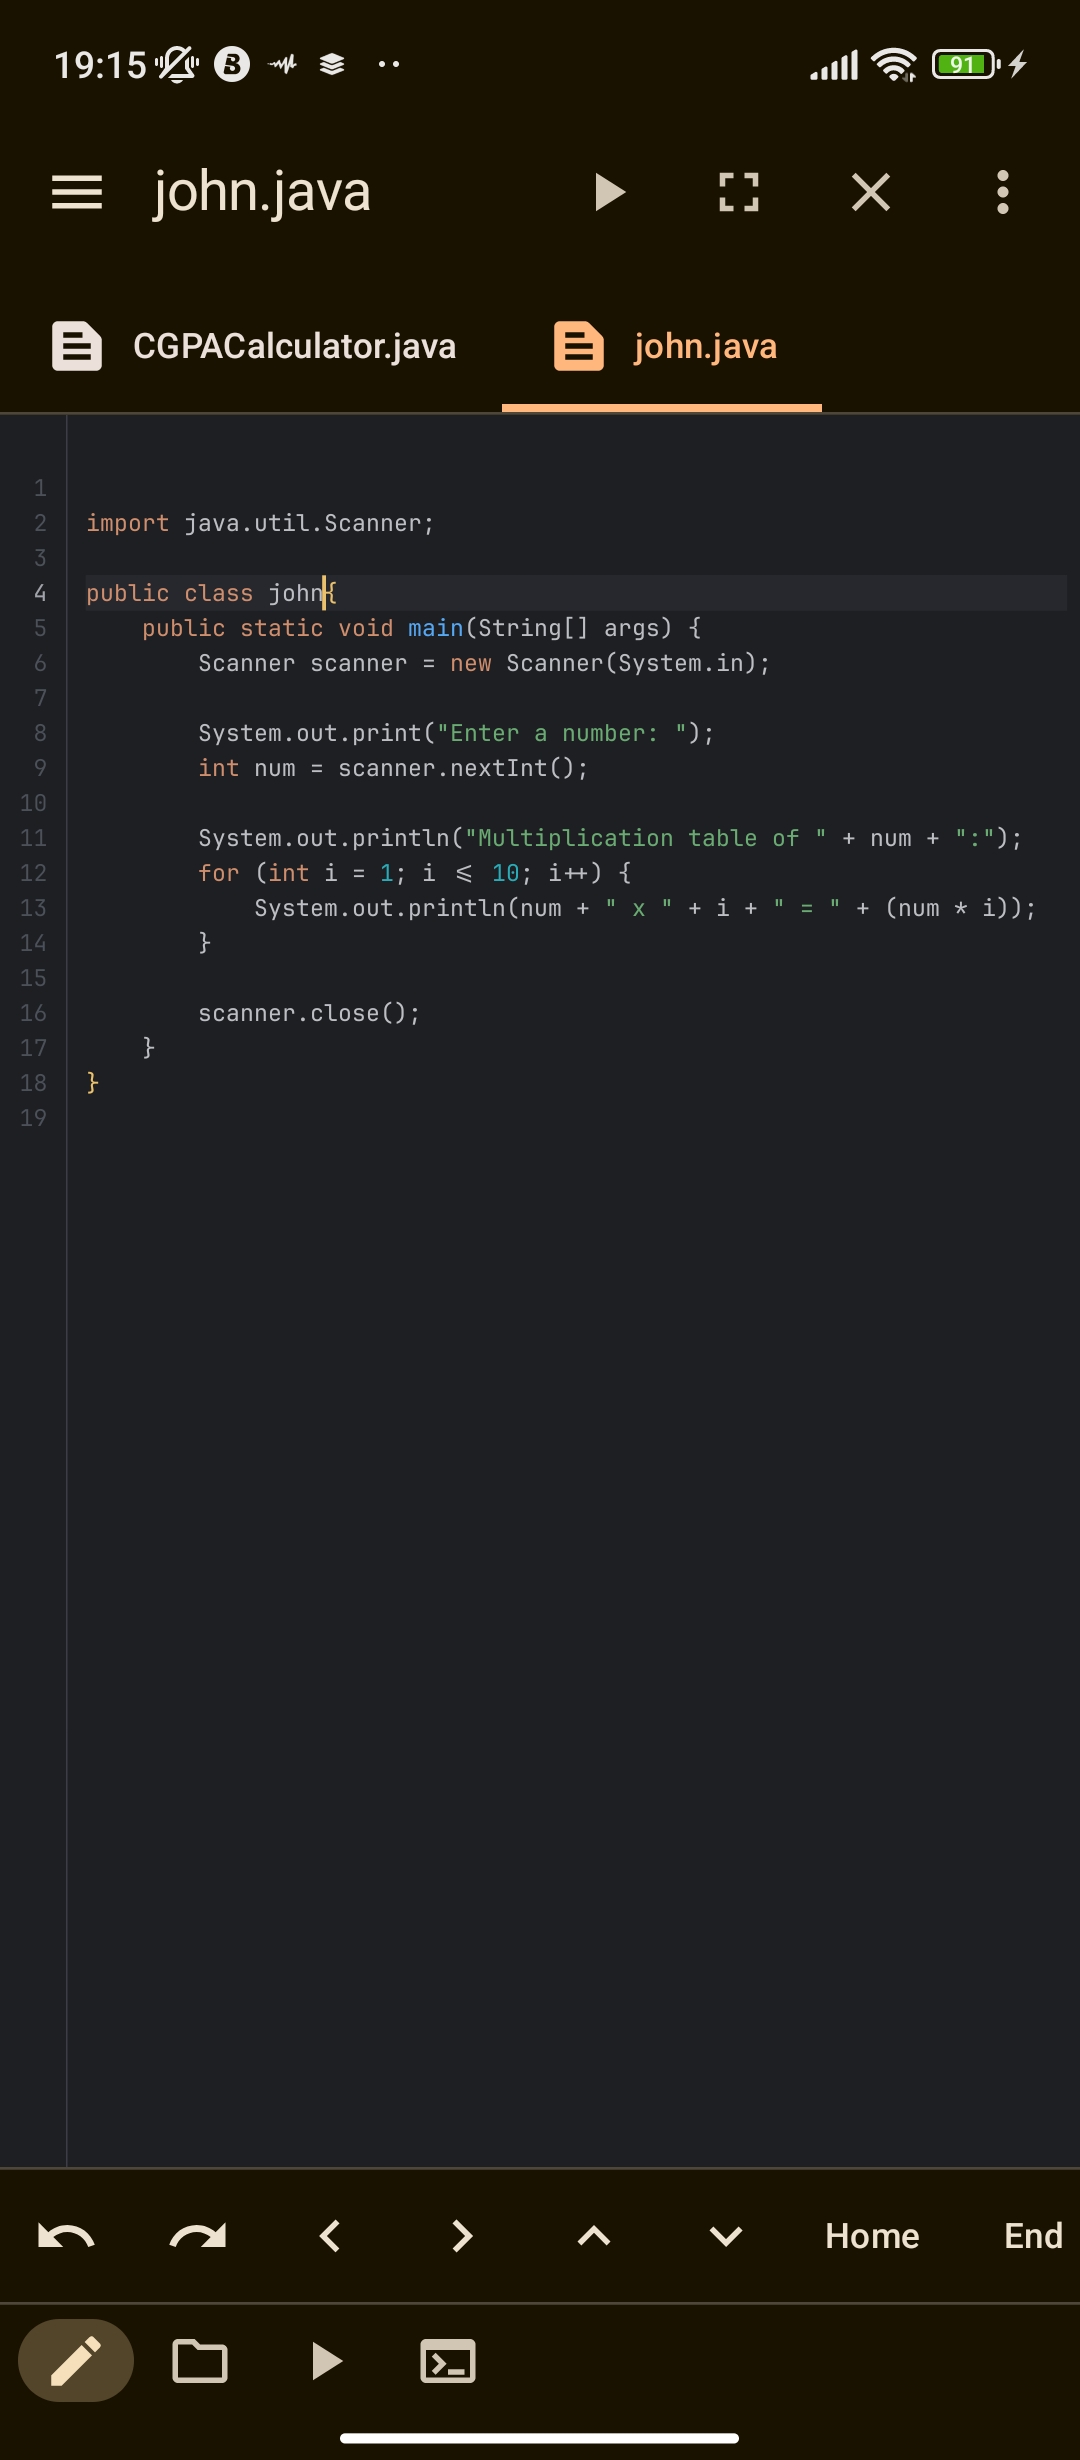 19:15
91
john.java
CGPACalculator.java
john.java
1
2 import java.util.Scanner;
3
4 public class john{
5     public static void main(String[] args) {
6         Scanner scanner = new Scanner(System.in);
7
8         System.out.print("Enter a number: ");
9         int num = scanner.nextInt();
10
11         System.out.println("Multiplication table of " + num + ":");
12         for (int i = 1; i <= 10; i++) {
13             System.out.println(num + " x " + i + " = " + (num * i));
14         }
15
16         scanner.close();
17     }
18 }
19
Home
End